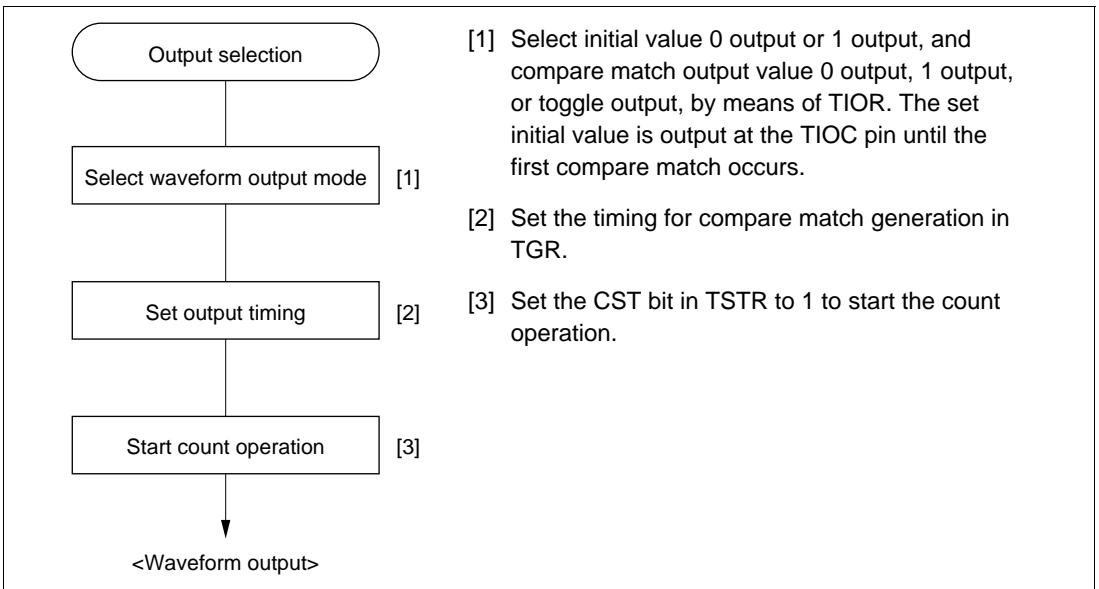 Output selection
Select waveform output mode [1]
Set output timing [2]
Start count operation [3]
<Waveform output>
[1] Select initial value 0 output or 1 output, and
compare match output value 0 output, 1 output,
or toggle output, by means of TIOR. The set
initial value is output at the TIOC pin until the
first compare match occurs.
[2] Set the timing for compare match generation in
TGR.
[3] Set the CST bit in TSTR to 1 to start the count
operation.